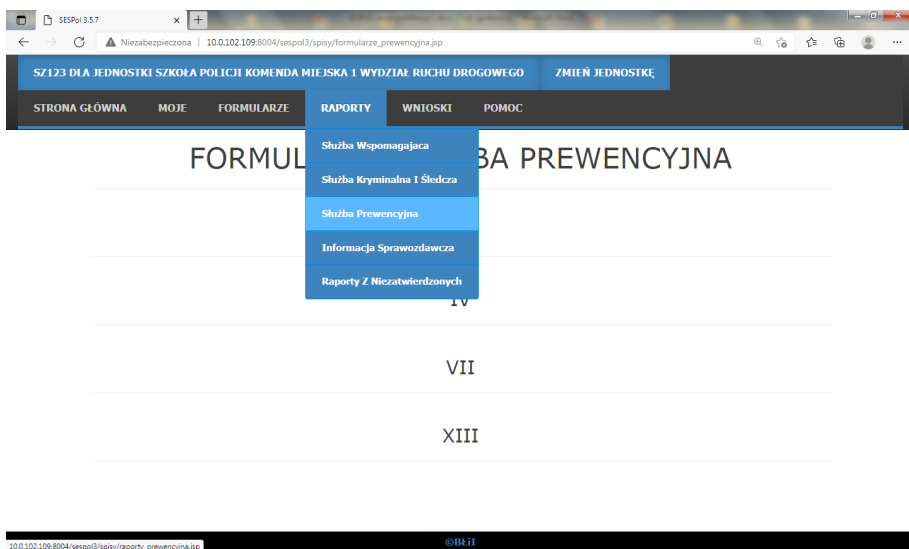 SESPol 3.5.7
Niezabezpieczona | 10.0.102.109:8004/sespol3/spisy/formularze_prewencyjna.jsp
SZ123 DLA JEDNOSTKI SZKOŁA POLICJI KOMENDA MIEJSKA 1 WYDZIAŁ RUCHU DROGOWEGO ZMIEŃ JEDNOSTKĘ
STRONA GŁÓWNA MOJE FORMULARZE RAPORTY WNIOSKI POMOC
FORMUL BA PREWENCYJNA
Służba Wspomagajaca
Służba Kryminalna I Śledcza
Służba Prewencyjna
Informacja Sprawozdawcza
Raporty Z Niezatwierdzonych
IV
VII
XIII
©BŁiI
10.0.102.109:8004/sespol3/spisy/raporty_prewencyjna.jsp